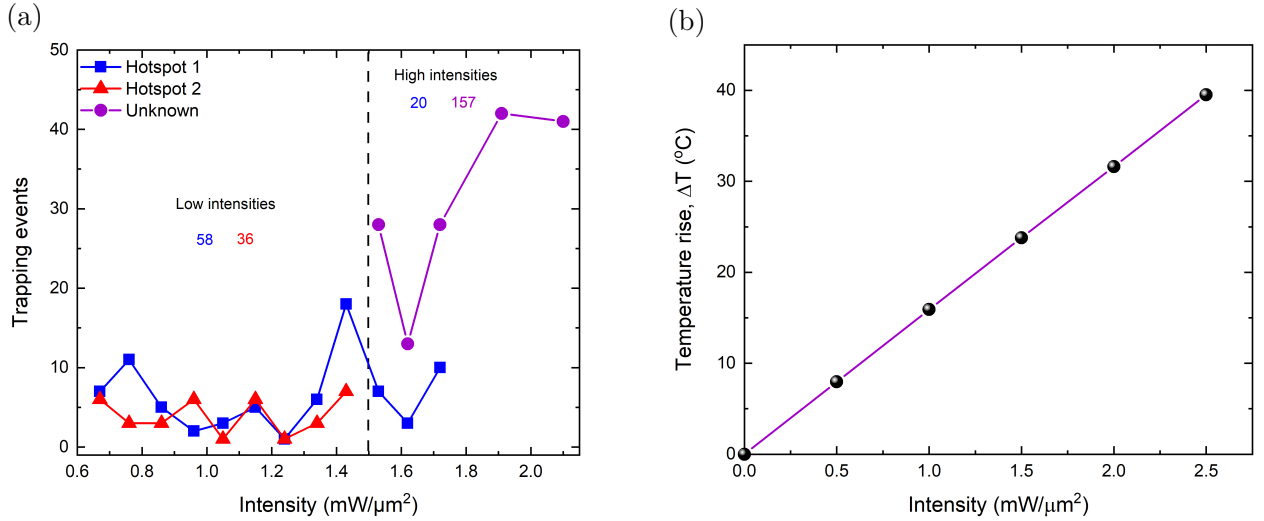 (a)
50
40
30
20
10
0
Trapping events
Hotspot 1
Hotspot 2
Unknown
High intensities
20 157
Low intensities
58 36
0.6 0.8 1.0 1.2 1.4 1.6 1.8 2.0
Intensity (mW/µm²)
(b)
40
30
20
10
0
Temperature rise, ΔT (°C)
0.0 0.5 1.0 1.5 2.0 2.5
Intensity (mW/μm²)